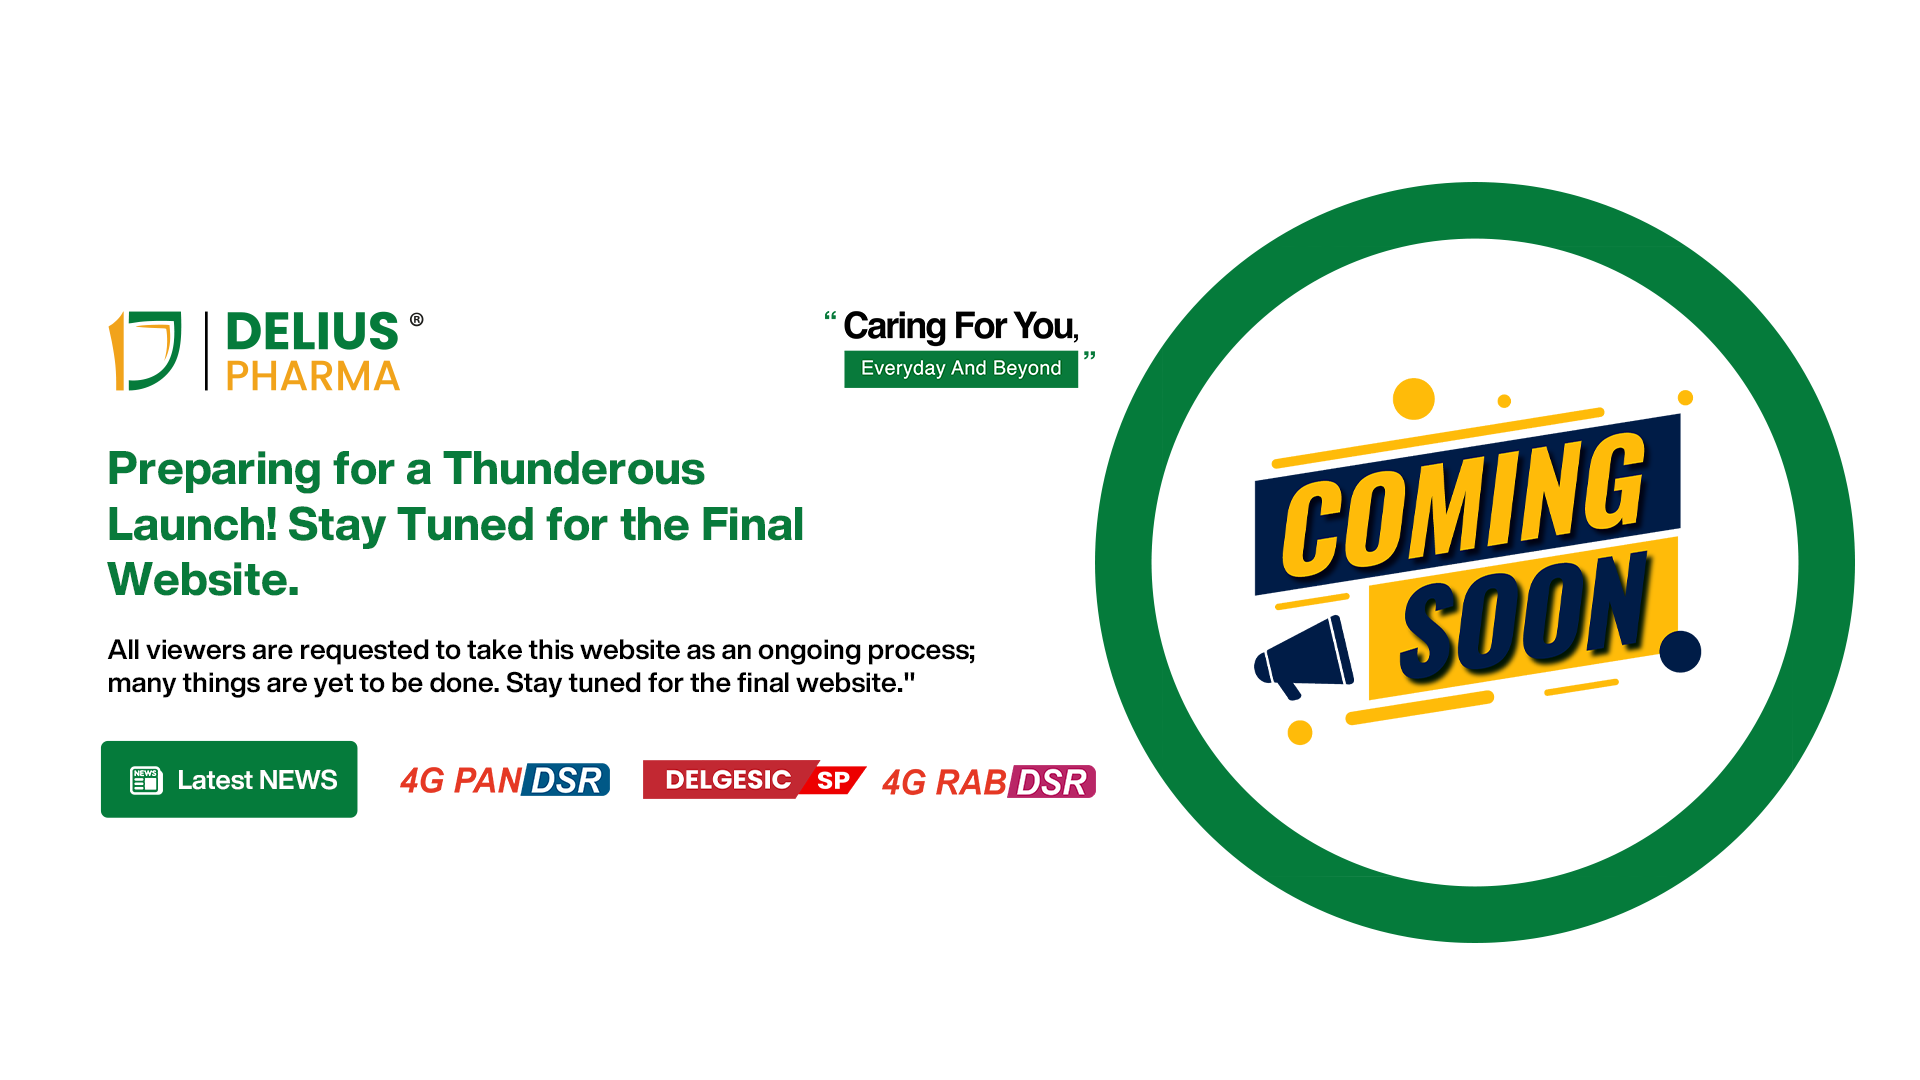 DELIUS ®
PHARMA
“ Caring For You,
Everyday And Beyond ”
Preparing for a Thunderous
Launch! Stay Tuned for the Final
Website.
All viewers are requested to take this website as an ongoing process;
many things are yet to be done. Stay tuned for the final website."
NEWS Latest NEWS
4G PAN DSR
DELGESIC SP
4G RAB DSR
COMING
SOON